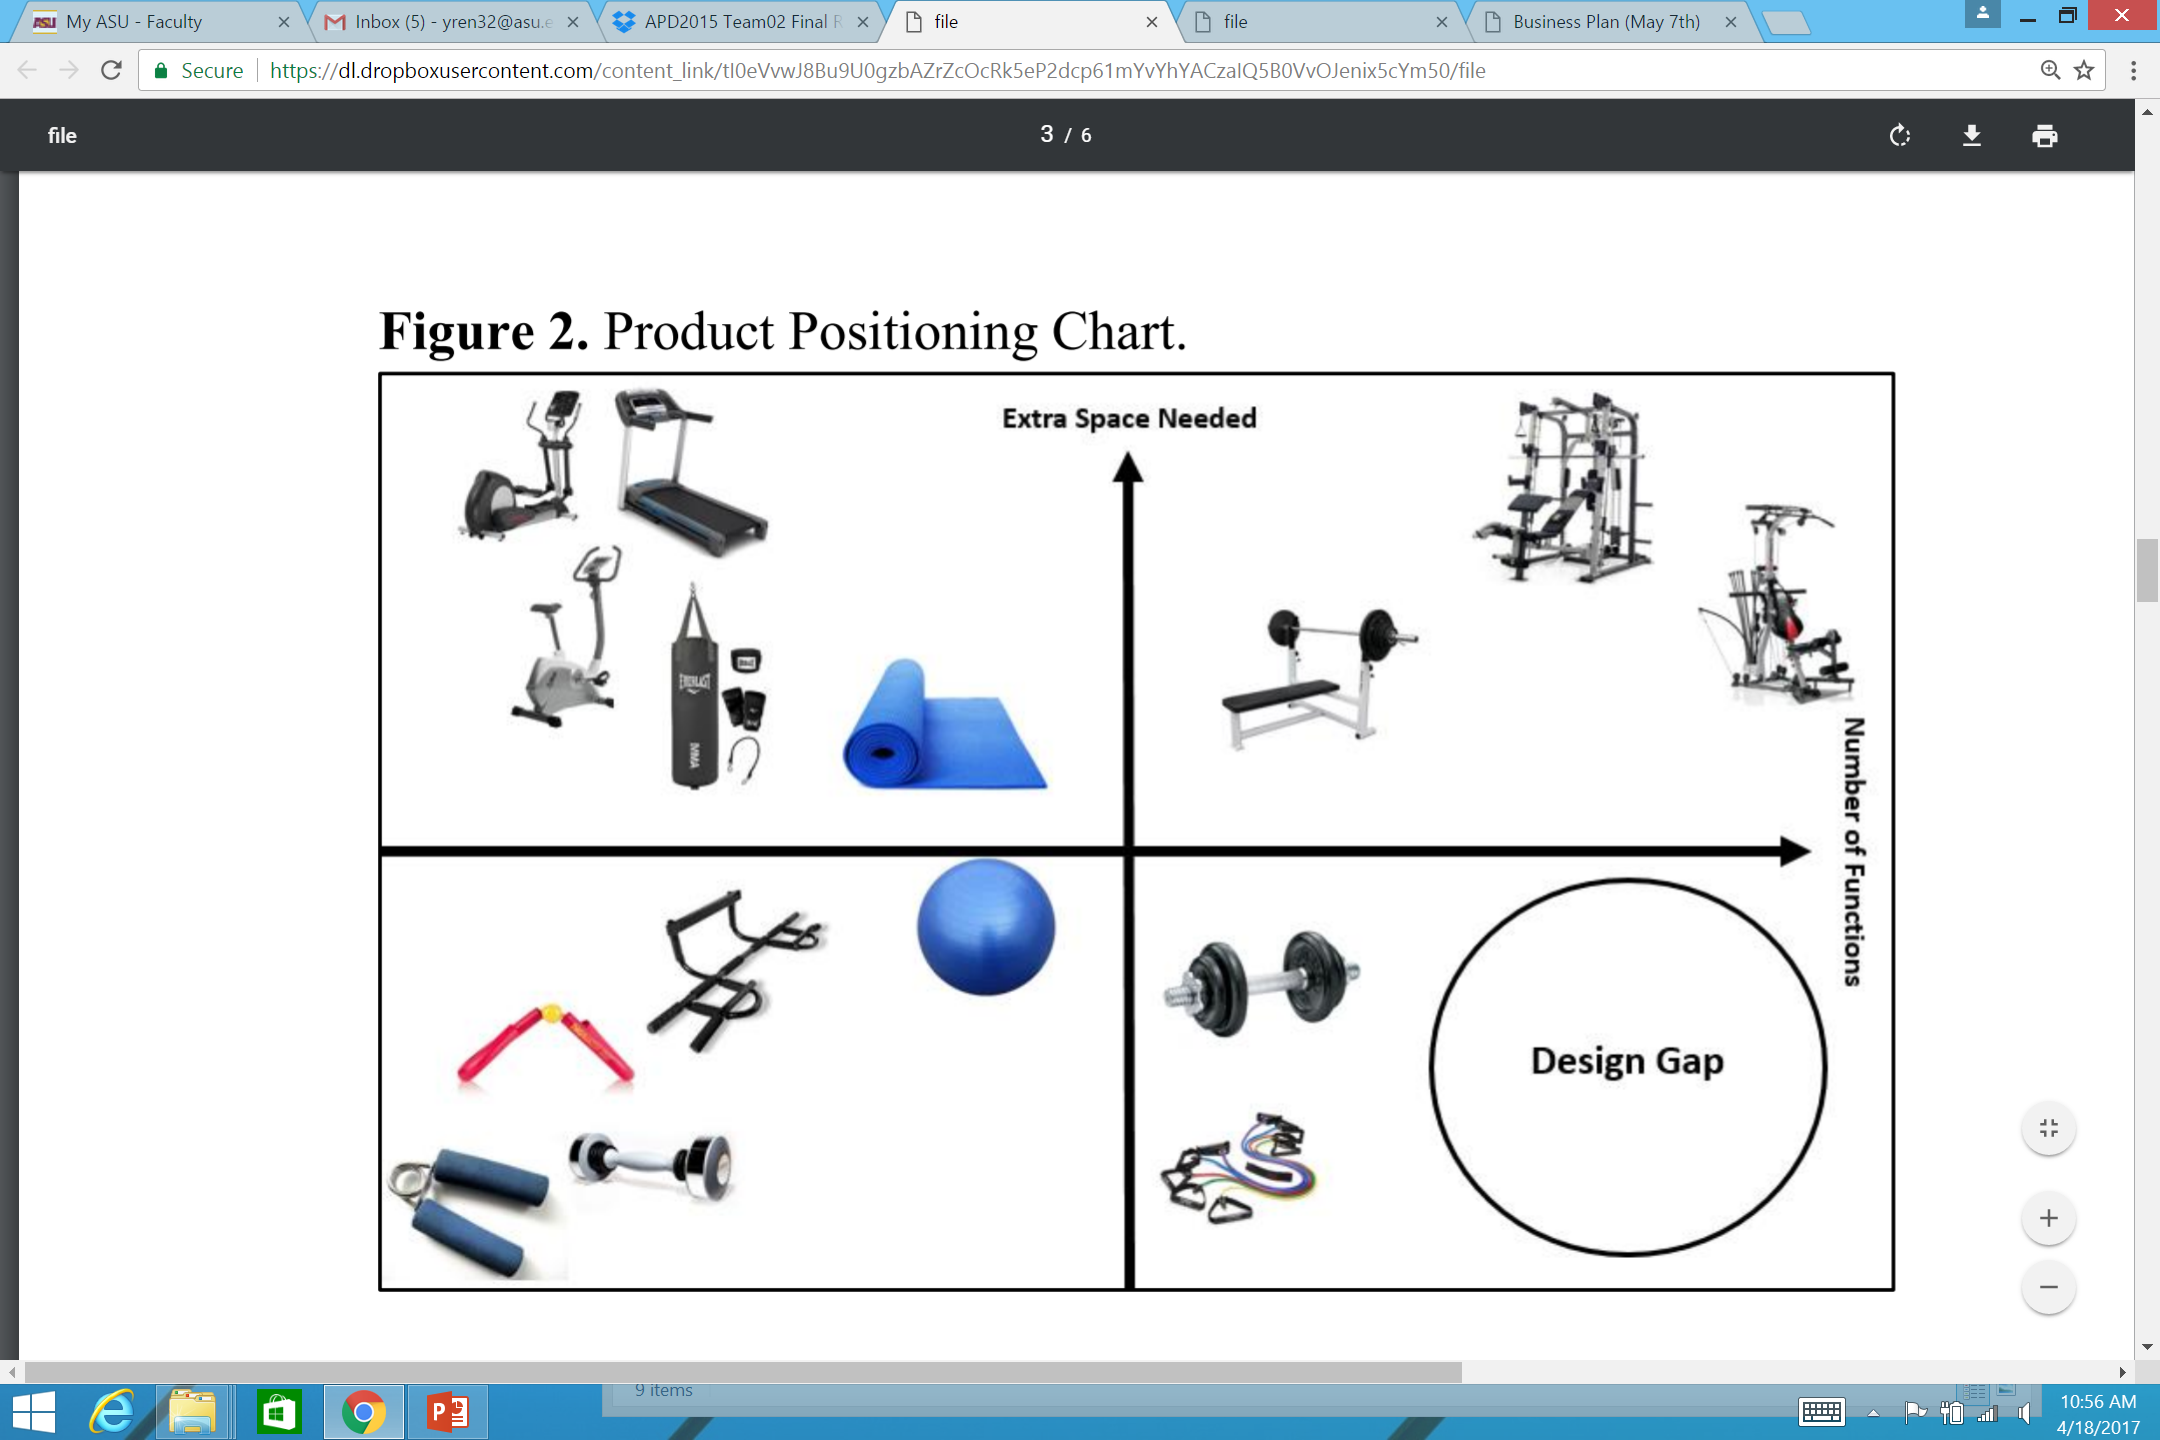 My ASU - Faculty
Inbox (5) - yren32@asu.e
APD2015 Team02 Final R
file
file
Business Plan (May 7th)
Secure
https://dl.dropboxusercontent.com/content_link/
file
3 / 6
Figure 2. Product Positioning Chart.
Extra Space Needed
EVERLAST
MMA
Number of Functions
Design Gap
9 items
10:56 AM
4/18/2017